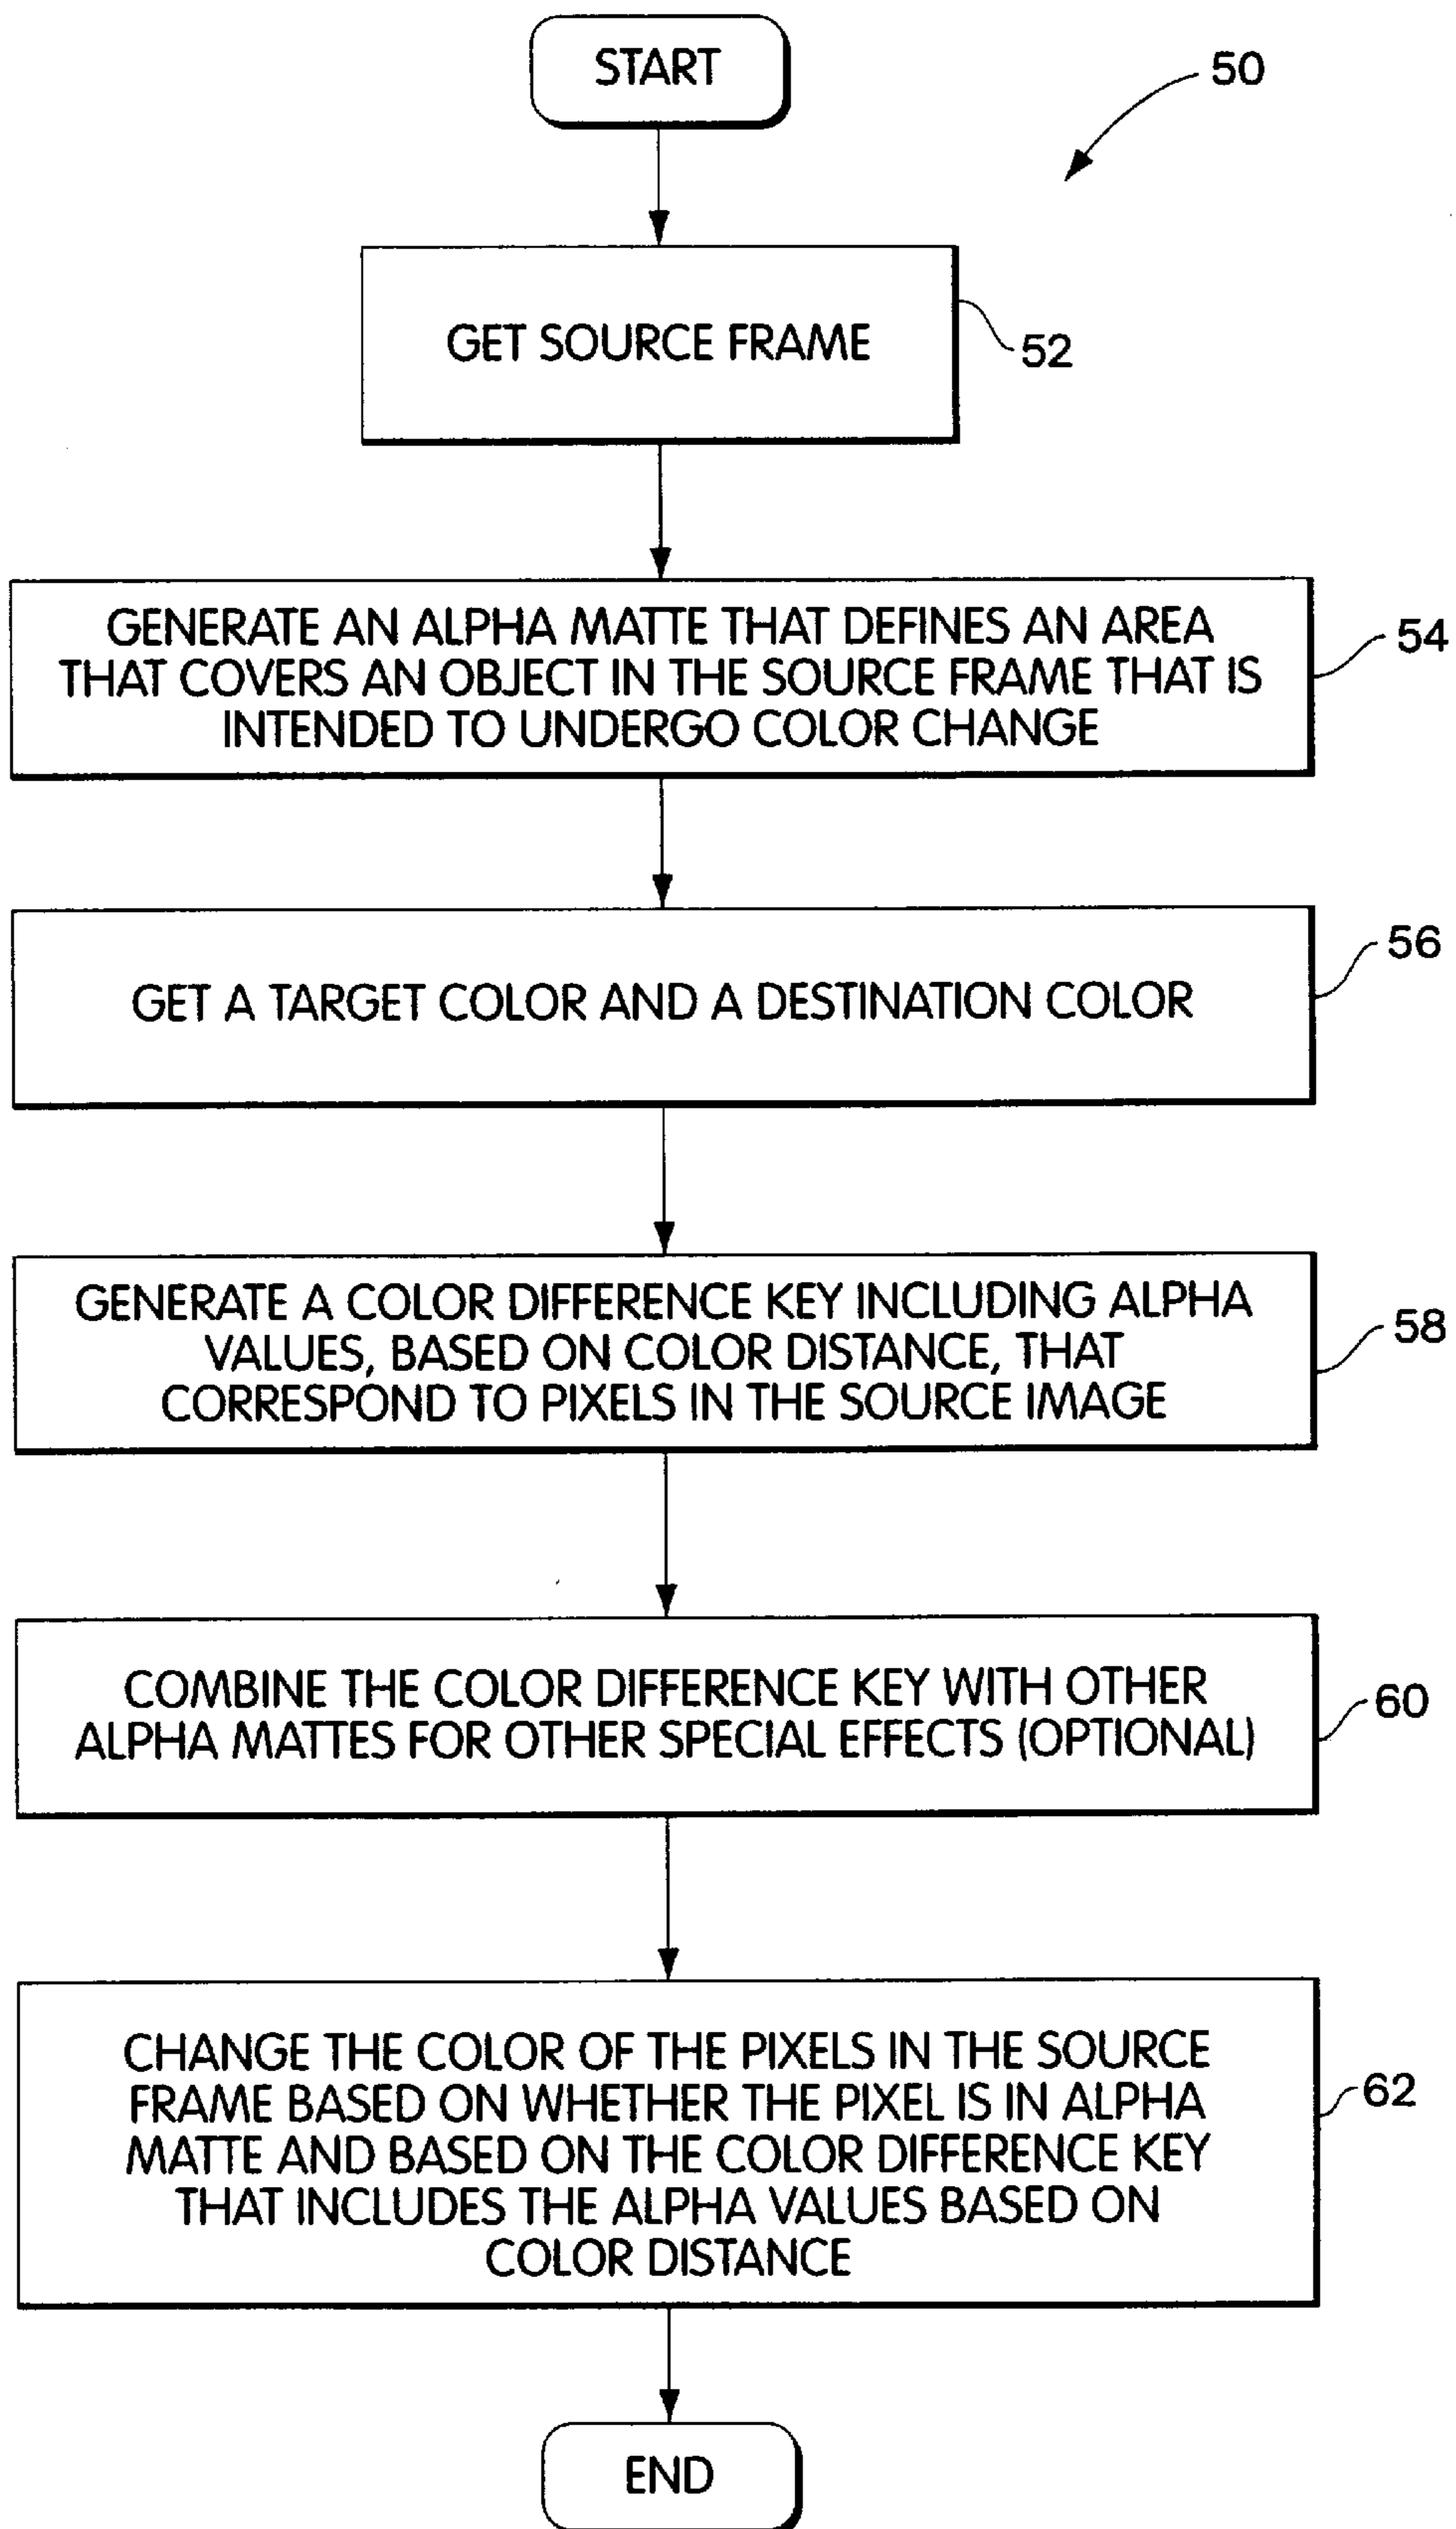 START
50
GET SOURCE FRAME
52
GENERATE AN ALPHA MATTE THAT DEFINES AN AREA
THAT COVERS AN OBJECT IN THE SOURCE FRAME THAT IS
INTENDED TO UNDERGO COLOR CHANGE
54
GET A TARGET COLOR AND A DESTINATION COLOR
56
GENERATE A COLOR DIFFERENCE KEY INCLUDING ALPHA
VALUES, BASED ON COLOR DISTANCE, THAT
CORRESPOND TO PIXELS IN THE SOURCE IMAGE
58
COMBINE THE COLOR DIFFERENCE KEY WITH OTHER
ALPHA MATTES FOR OTHER SPECIAL EFFECTS (OPTIONAL)
60
CHANGE THE COLOR OF THE PIXELS IN THE SOURCE
FRAME BASED ON WHETHER THE PIXEL IS IN ALPHA
MATTE AND BASED ON THE COLOR DIFFERENCE KEY
THAT INCLUDES THE ALPHA VALUES BASED ON
COLOR DISTANCE
62
END